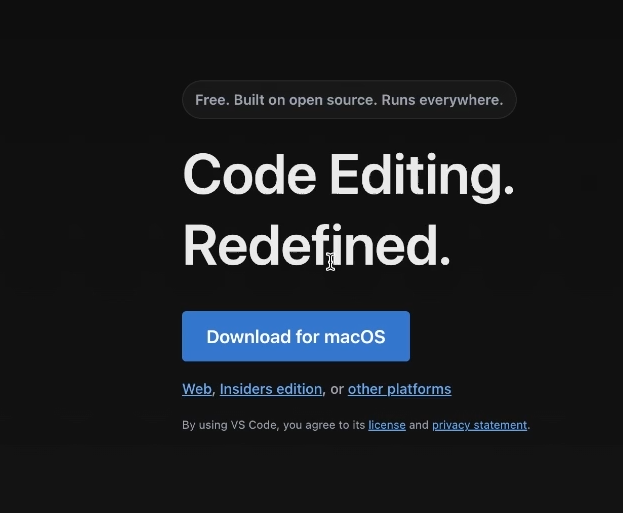 Free. Built on open source. Runs everywhere.
Code Editing.
Redefined.
Download for macOS
Web, Insiders edition, or other platforms
By using VS Code, you agree to its license and privacy statement.